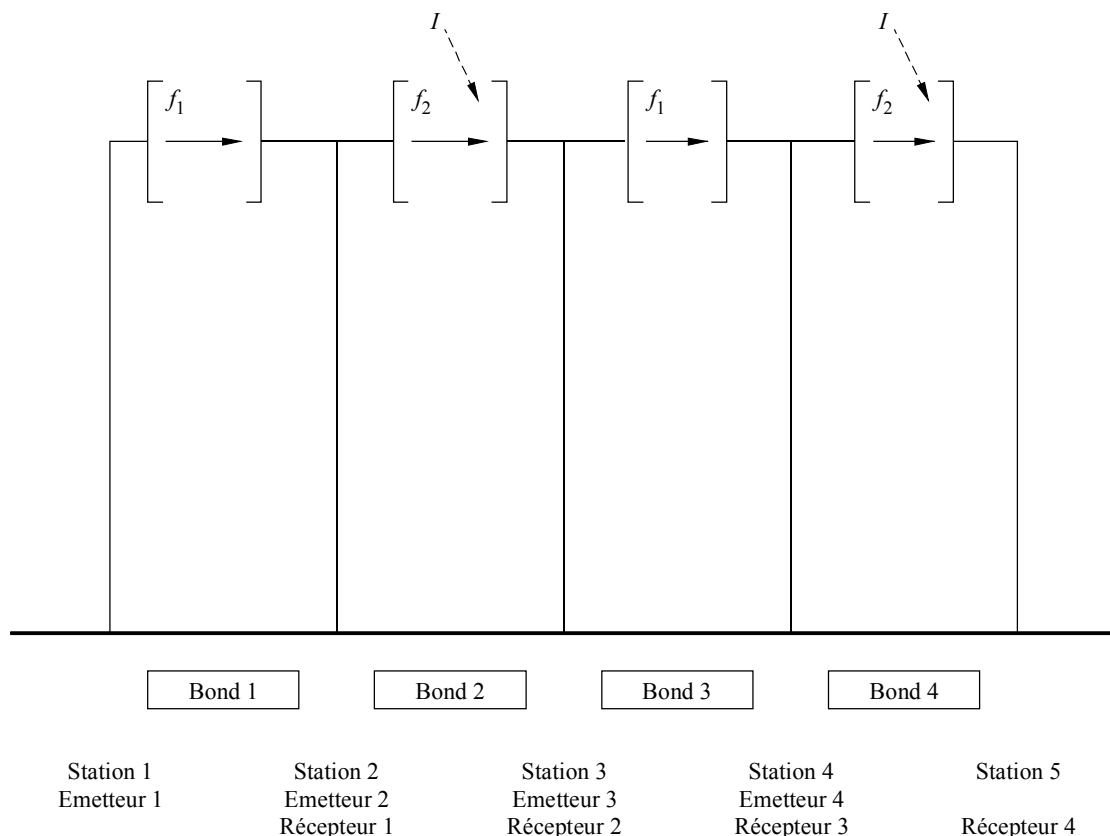 I I
f1 f2 f1 f2
Bond 1 Bond 2 Bond 3 Bond 4
Station 1 Station 2 Station 3 Station 4 Station 5
Emetteur 1 Emetteur 2 Emetteur 3 Emetteur 4
Récepteur 1 Récepteur 2 Récepteur 3 Récepteur 4